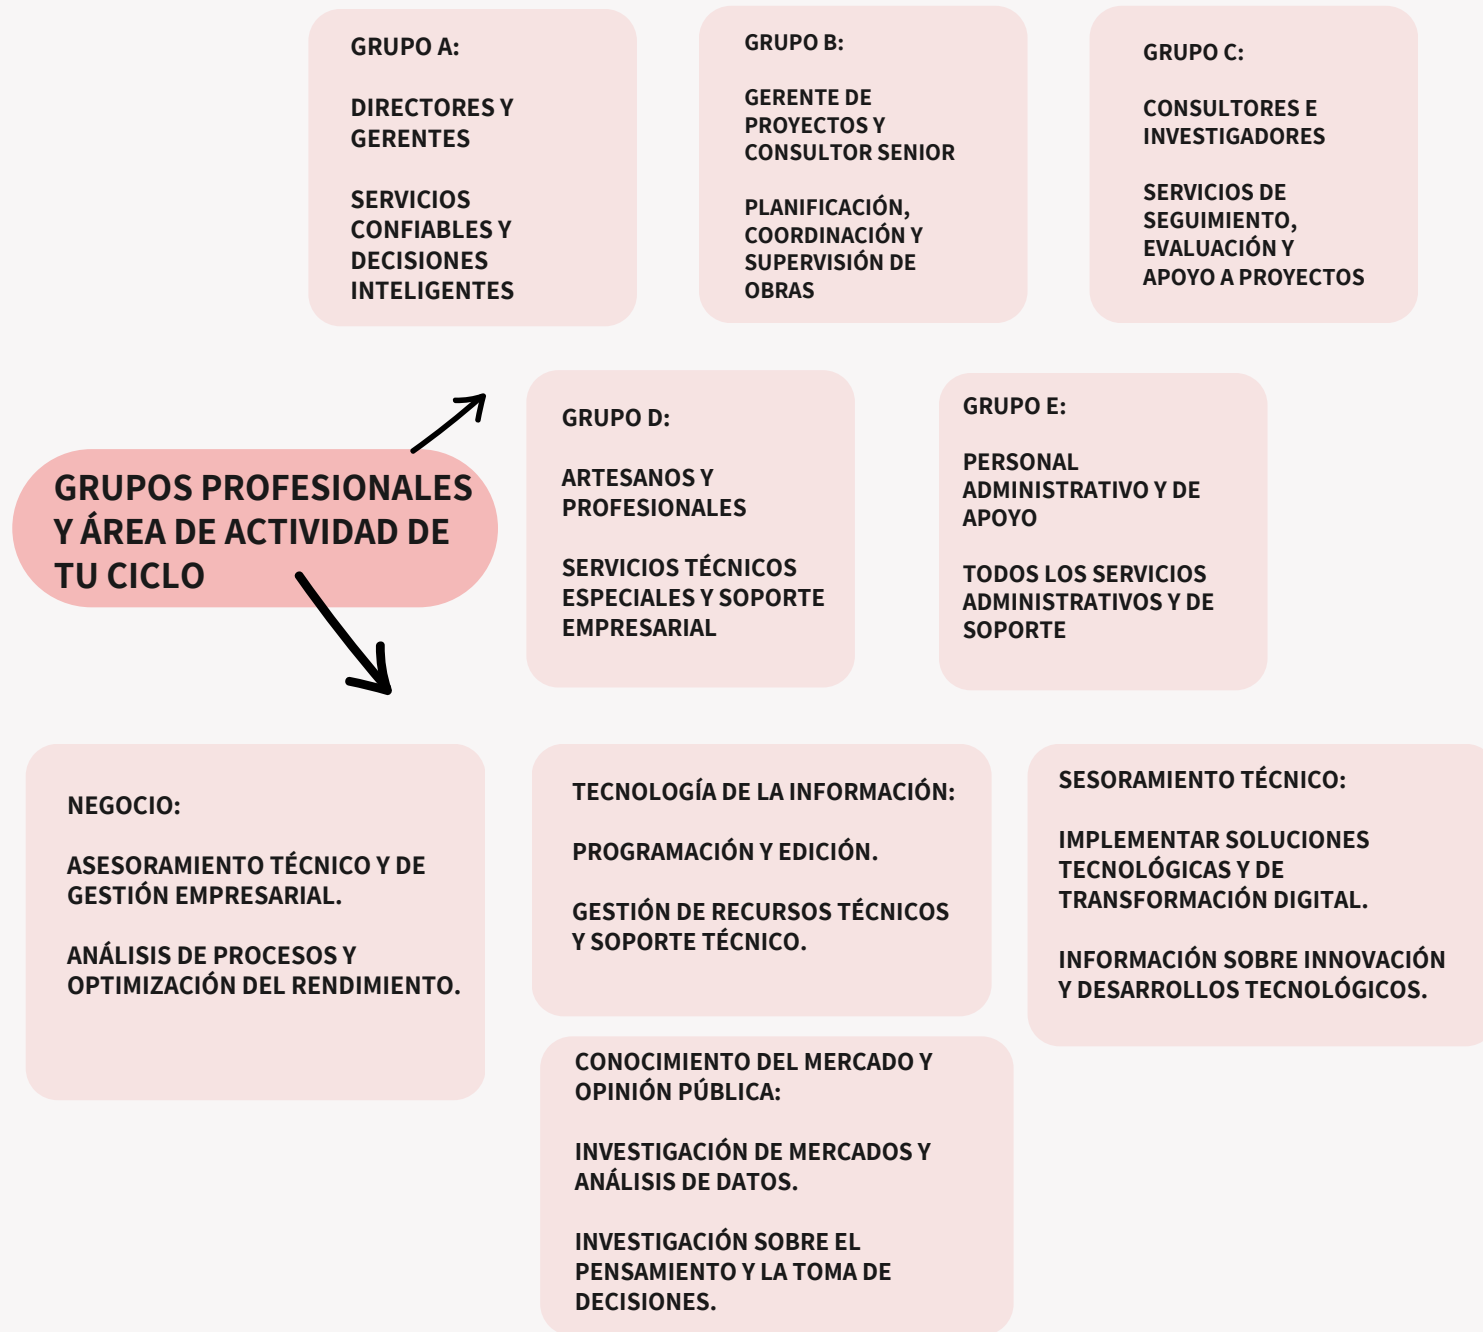 GRUPO A:
DIRECTORES Y
GERENTES
SERVICIOS
CONFIABLES Y
DECISIONES
INTELIGENTES
GRUPO B:
GERENTE DE
PROYECTOS Y
CONSULTOR SENIOR
PLANIFICACIÓN,
COORDINACIÓN Y
SUPERVISIÓN DE
OBRAS
GRUPO C:
CONSULTORES E
INVESTIGADORES
SERVICIOS DE
SEGUIMIENTO,
EVALUACIÓN Y
APOYO A PROYECTOS
GRUPOS PROFESIONALES
Y ÁREA DE ACTIVIDAD DE
TU CICLO
GRUPO D:
ARTESANOS Y
PROFESIONALES
SERVICIOS TÉCNICOS
ESPECIALES Y SOPORTE
EMPRESARIAL
GRUPO E:
PERSONAL
ADMINISTRATIVO Y DE
APOYO
TODOS LOS SERVICIOS
ADMINISTRATIVOS Y DE
SOPORTE
NEGOCIO:
ASESORAMIENTO TÉCNICO Y DE
GESTIÓN EMPRESARIAL.
ANÁLISIS DE PROCESOS Y
OPTIMIZACIÓN DEL RENDIMIENTO.
TECNOLOGÍA DE LA INFORMACIÓN:
PROGRAMACIÓN Y EDICIÓN.
GESTIÓN DE RECURSOS TÉCNICOS
Y SOPORTE TÉCNICO.
SESORAMIENTO TÉCNICO:
IMPLEMENTAR SOLUCIONES
TECNOLÓGICAS Y DE
TRANSFORMACIÓN DIGITAL.
INFORMACIÓN SOBRE INNOVACIÓN
Y DESARROLLOS TECNOLÓGICOS.
CONOCIMIENTO DEL MERCADO Y
OPINIÓN PÚBLICA:
INVESTIGACIÓN DE MERCADOS Y
ANÁLISIS DE DATOS.
INVESTIGACIÓN SOBRE EL
PENSAMIENTO Y LA TOMA DE
DECISIONES.